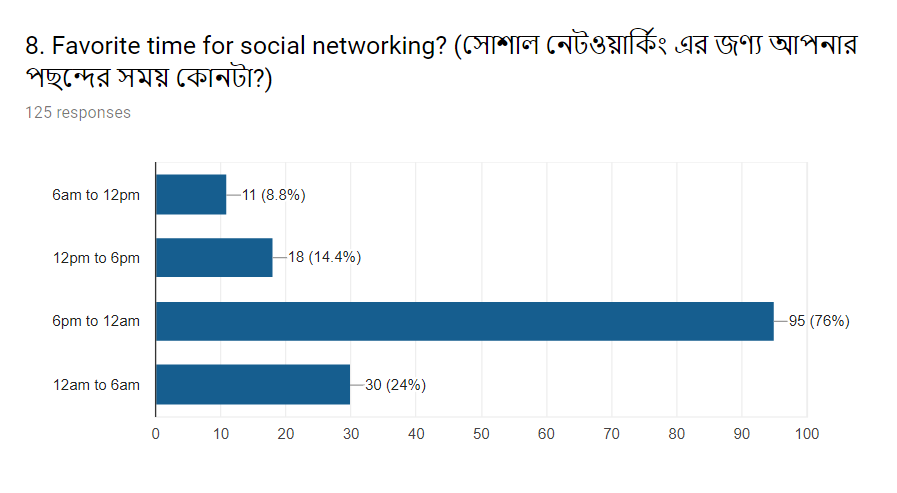 8. Favorite time for social networking? (সোশাল নেটওয়ার্কিং এর জণ্য আপনার
পছন্দের সময় কোনটা?)
125 responses
6am to 12pm
11 (8.8%)
12pm to 6pm
18 (14.4%)
6pm to 12am
95 (76%)
12am to 6am
30 (24%)
0 10 20 30 40 50 60 70 80 90 100